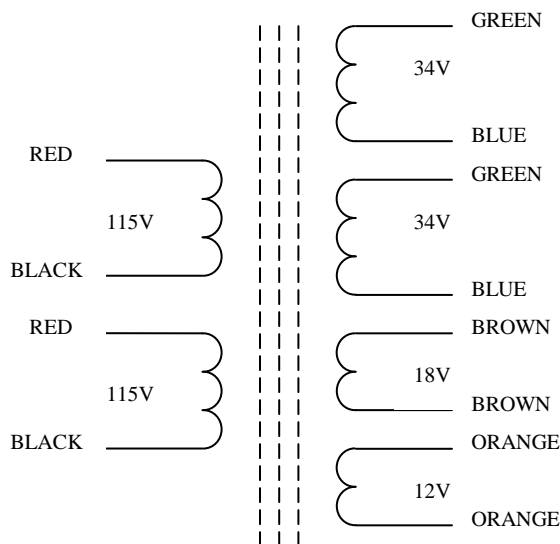 GREEN
34V
BLUE
RED
GREEN
115V
34V
BLACK
BLUE
RED
BROWN
115V
18V
BROWN
BLACK
ORANGE
12V
ORANGE